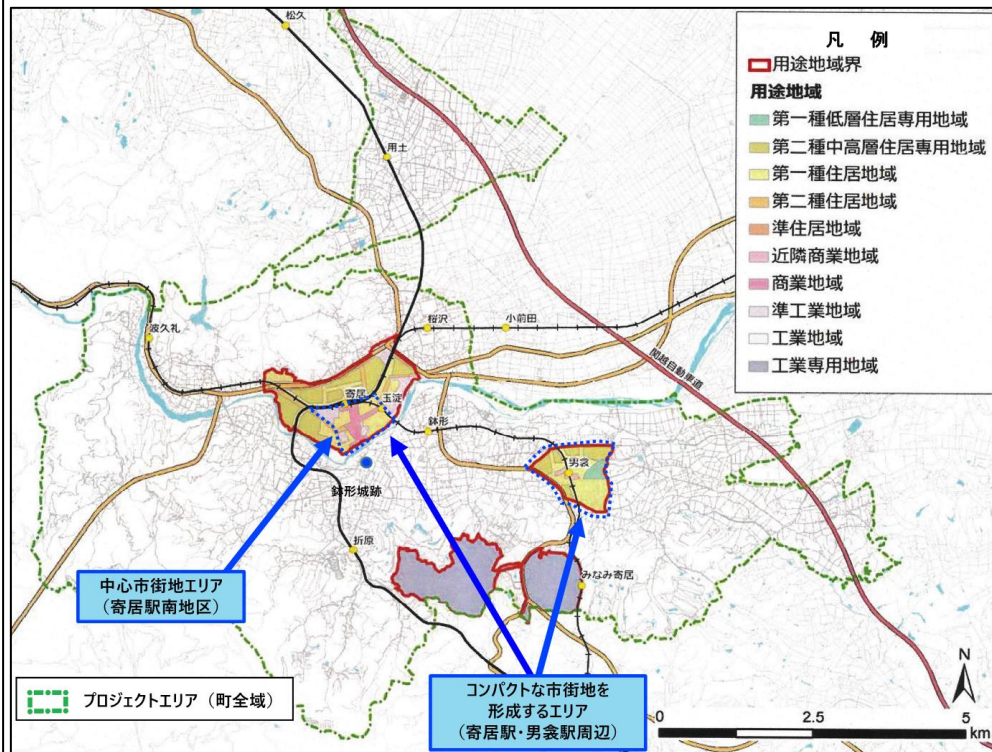 松久
用土
波久礼
桜沢
小前田
関越自動車道
寄居
玉淀
鉢形
男衾
鉢形城跡
折原
みなみ寄居
中心市街地エリア
（寄居駅南地区）
コンパクトな市街地を
形成するエリア
（寄居駅・男衾駅周辺）
プロジェクトエリア（町全域）
凡 例
用途地域界
用途地域
第一種低層住居専用地域
第二種中高層住居専用地域
第一種住居地域
第二種住居地域
準住居地域
近隣商業地域
商業地域
準工業地域
工業地域
工業専用地域
N
0 2.5 5
km